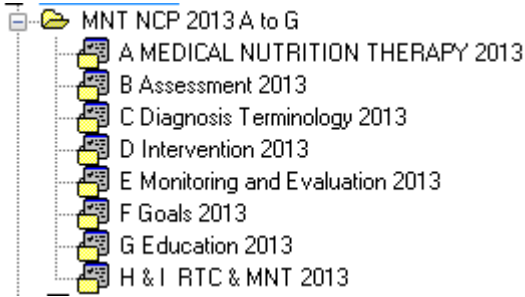 MNT NCP 2013 A to G
A MEDICAL NUTRITION THERAPY 2013
B Assessment 2013
C Diagnosis Terminology 2013
D Intervention 2013
E Monitoring and Evaluation 2013
F Goals 2013
G Education 2013
H & I  RTC & MNT 2013